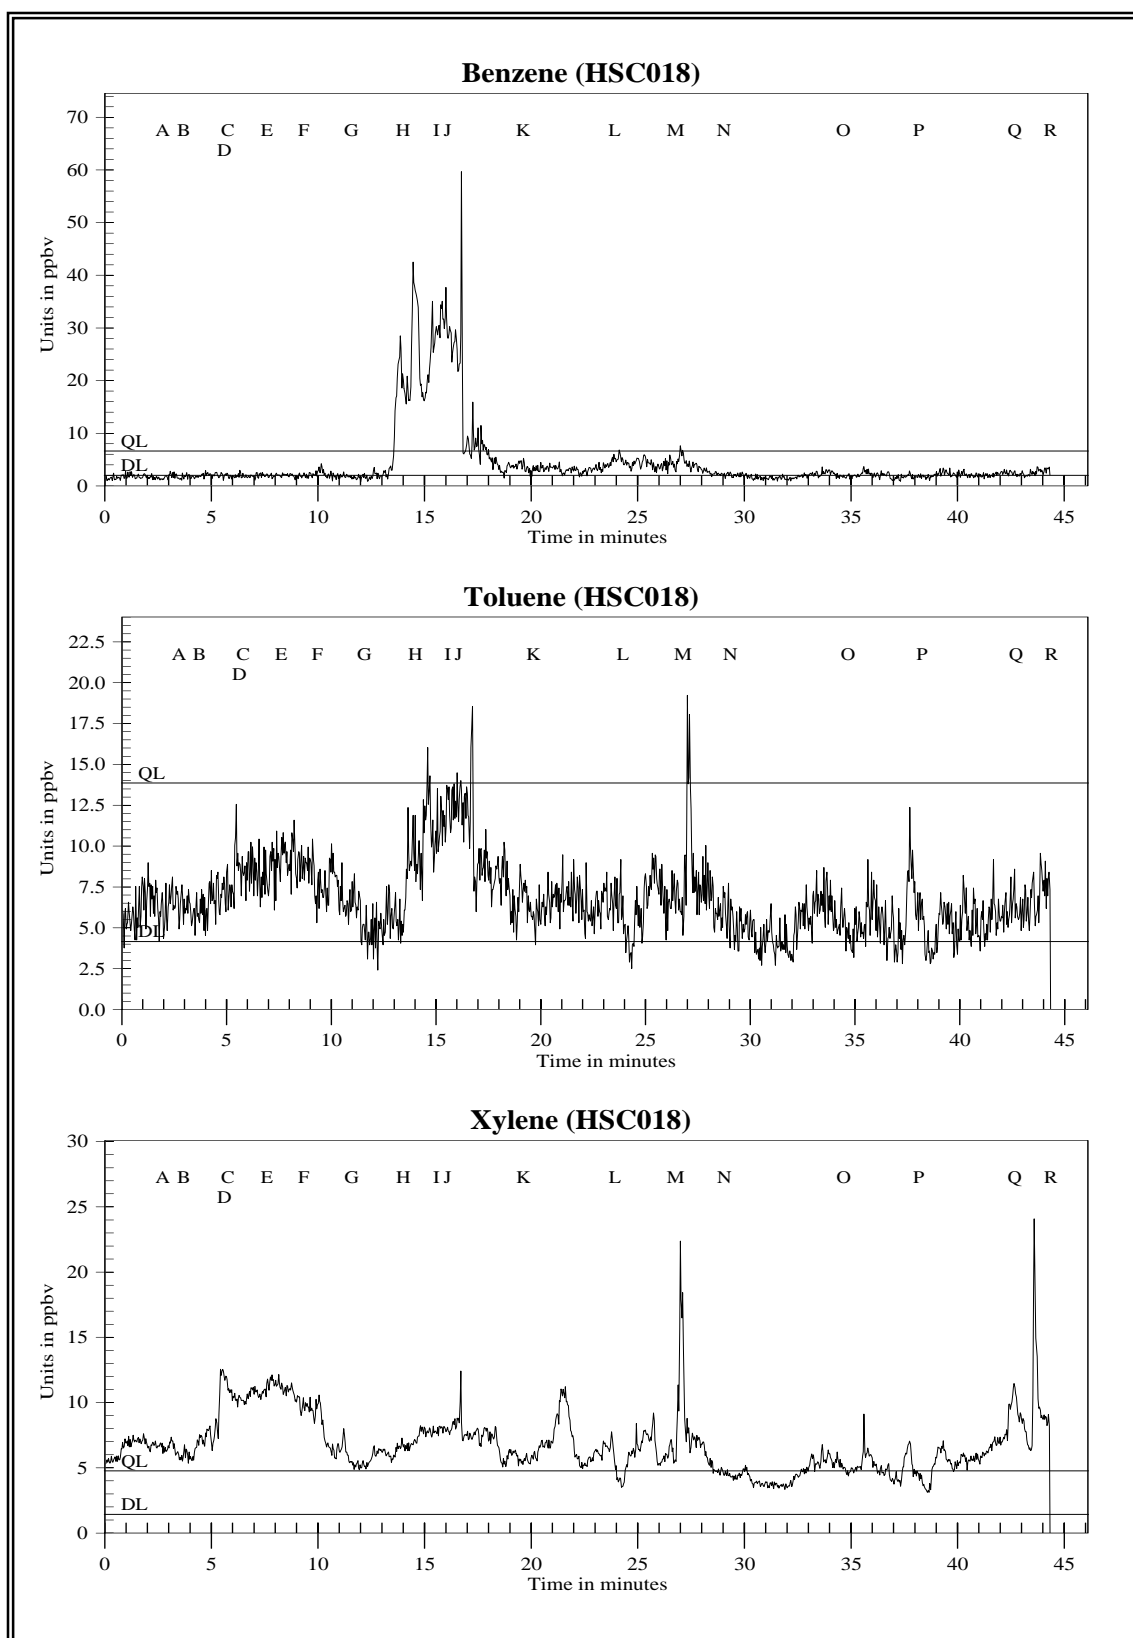 Benzene (HSC018)
70
60
50
40
30
20
10
0
Units in ppbv
A B C E F G H I J K L M N O P Q R
D
QL
DL
0 5 10 15 20 25 30 35 40 45
Time in minutes
Toluene (HSC018)
22.5
20.0
17.5
15.0
12.5
10.0
7.5
5.0
2.5
0.0
Units in ppbv
A B C E F G H I J K L M N O P Q R
D
QL
DL
0 5 10 15 20 25 30 35 40 45
Time in minutes
Xylene (HSC018)
30
25
20
15
10
5
0
Units in ppbv
A B C E F G H I J K L M N O P Q R
D
QL
DL
0 5 10 15 20 25 30 35 40 45
Time in minutes